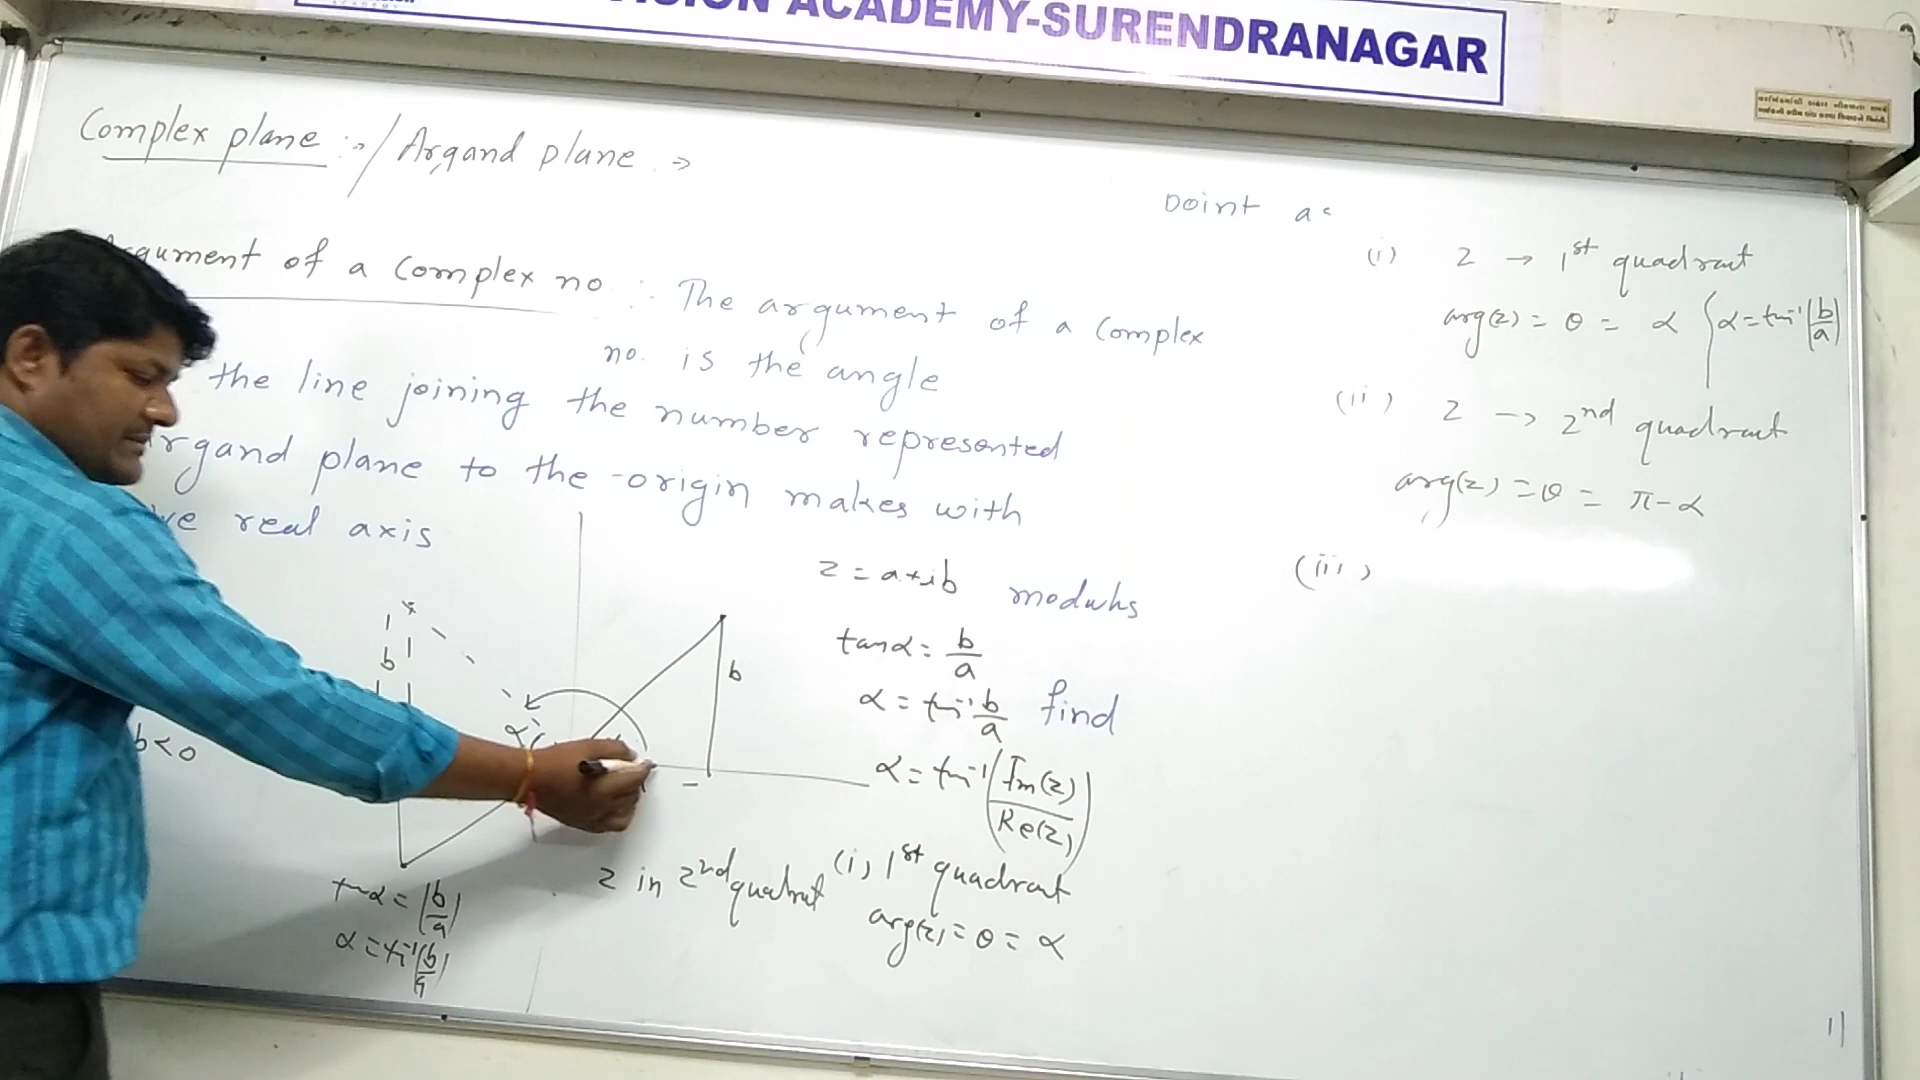 ACADEMY-SURENDRANAGAR
Complex plane :-/ Argand plane →
Argument of a Complex no : The argument of a complex
no. is the angle
the line joining the number represented
Argand plane to the origin makes with
ve real axis
z = a+ib modulus
tanα = b/a
α = tan⁻¹ b/a find
α = tan⁻¹ |Im(z)/Re(z)|
(i) 1st quadrant
arg(z) = θ = α
z in 2nd quadrant
b
b
α
b<0
tanα = |b/a|
α = tan⁻¹ |b/a|
point as
(i) z → 1st quadrant
arg(z) = θ = α { α = tan⁻¹ |b/a|
(ii) z → 2nd quadrant
arg(z) = θ = π-α
(iii)